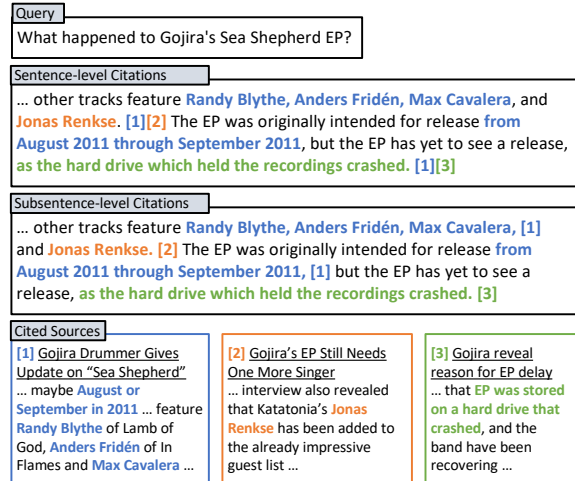 Query
What happened to Gojira's Sea Shepherd EP?
Sentence-level Citations
... other tracks feature Randy Blythe, Anders Fridén, Max Cavalera, and
Jonas Renkse. [1][2] The EP was originally intended for release from
August 2011 through September 2011, but the EP has yet to see a release,
as the hard drive which held the recordings crashed. [1][3]
Subsentence-level Citations
... other tracks feature Randy Blythe, Anders Fridén, Max Cavalera, [1]
and Jonas Renkse. [2] The EP was originally intended for release from
August 2011 through September 2011, [1] but the EP has yet to see a
release, as the hard drive which held the recordings crashed. [3]
Cited Sources
[1] Gojira Drummer Gives
Update on “Sea Shepherd”
... maybe August or
September in 2011 ... feature
Randy Blythe of Lamb of
God, Anders Fridén of In
Flames and Max Cavalera ...
[2] Gojira’s EP Still Needs
One More Singer
... interview also revealed
that Katatonia’s Jonas
Renkse has been added to
the already impressive
guest list ...
[3] Gojira reveal
reason for EP delay
... that EP was stored
on a hard drive that
crashed, and the
band have been
recovering ...